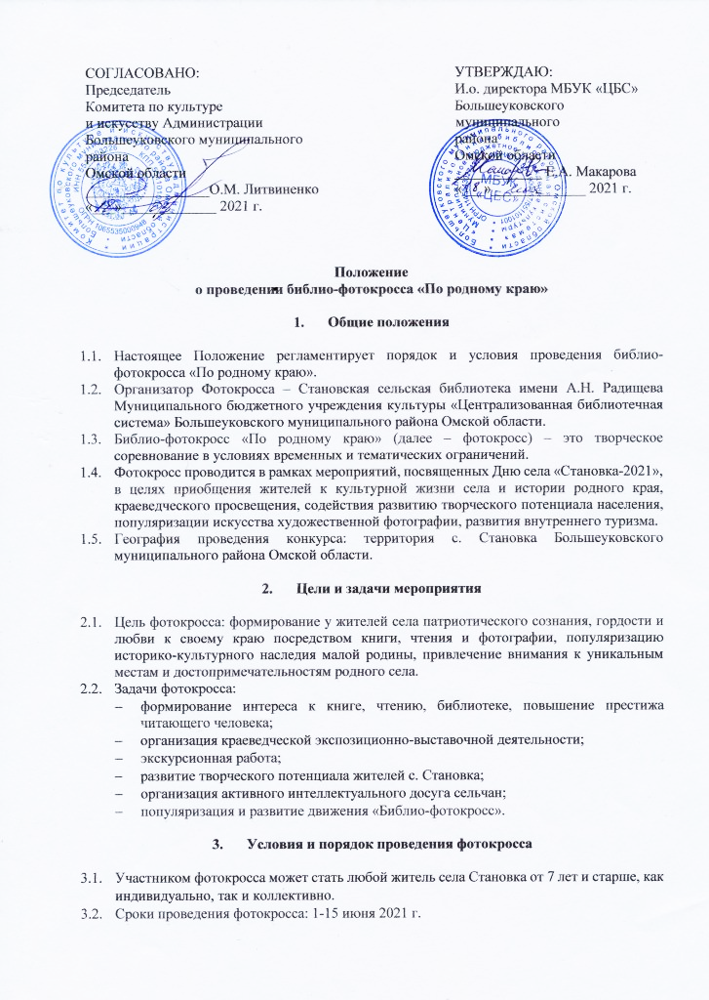 СОГЛАСОВАНО:
Председатель
Комитета по культуре
и искусству Администрации
Большеуковского муниципального
района
Омской области
О.М. Литвиненко
2021 г.
УТВЕРЖДАЮ:
И.о. директора МБУК «ЦБС»
Большеуковского
муниципального
района
Омской области
Е.А. Макарова
«18» 2021 г.
МБУК
«ЦБС»
Положение
о проведении библио-фотокросса «По родному краю»
1. Общие положения
1.1. Настоящее Положение регламентирует порядок и условия проведения библио-
фотокросса «По родному краю».
1.2. Организатор Фотокросса – Становская сельская библиотека имени А.Н. Радищева
Муниципального бюджетного учреждения культуры «Централизованная библиотечная
система» Большеуковского муниципального района Омской области.
1.3. Библио-фотокросс «По родному краю» (далее – фотокросс) – это творческое
соревнование в условиях временных и тематических ограничений.
1.4. Фотокросс проводится в рамках мероприятий, посвященных Дню села «Становка-2021»,
в целях приобщения жителей к культурной жизни села и истории родного края,
краеведческого просвещения, содействия развитию творческого потенциала населения,
популяризации искусства художественной фотографии, развития внутреннего туризма.
1.5. География проведения конкурса: территория с. Становка Большеуковского
муниципального района Омской области.
2. Цели и задачи мероприятия
2.1. Цель фотокросса: формирование у жителей села патриотического сознания, гордости и
любви к своему краю посредством книги, чтения и фотографии, популяризацию
историко-культурного наследия малой родины, привлечение внимания к уникальным
местам и достопримечательностям родного села.
2.2. Задачи фотокросса:
– формирование интереса к книге, чтению, библиотеке, повышение престижа
читающего человека;
– организация краеведческой экспозиционно-выставочной деятельности;
– экскурсионная работа;
– развитие творческого потенциала жителей с. Становка;
– организация активного интеллектуального досуга сельчан;
– популяризация и развитие движения «Библио-фотокросс».
3. Условия и порядок проведения фотокросса
3.1. Участником фотокросса может стать любой житель села Становка от 7 лет и старше, как
индивидуально, так и коллективно.
3.2. Сроки проведения фотокросса: 1-15 июня 2021 г.